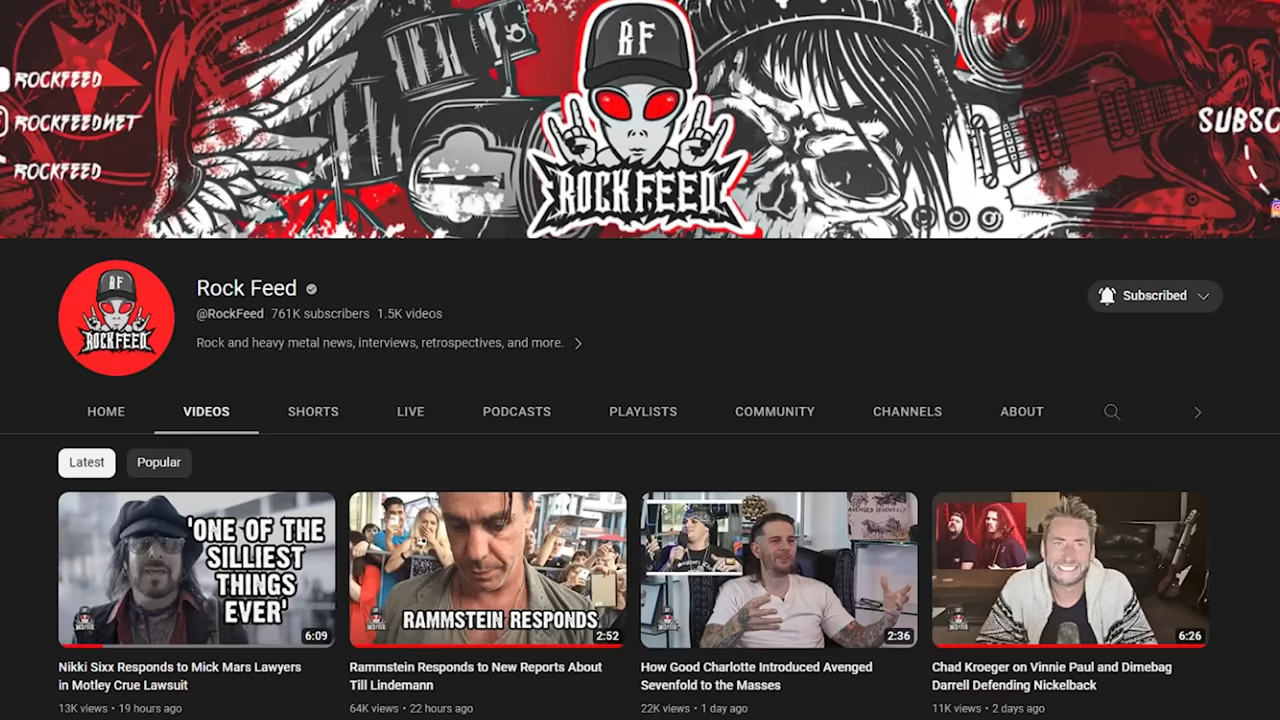 ROCKFEED
ROCKFEEDNET
ROCKFEED
RF
ROCKFEED
SUBSC
RF
ROCKFEED
Rock Feed
@RockFeed 761K subscribers 1.5K videos
Rock and heavy metal news, interviews, retrospectives, and more.
Subscribed
HOME VIDEOS SHORTS LIVE PODCASTS PLAYLISTS COMMUNITY CHANNELS ABOUT
Latest Popular
'ONE OF THE
SILLIEST
THINGS
EVER'
6:09
RAMMSTEIN RESPONDS
2:52
AVENGED SEVENFOLD
2:36
6:26
Nikki Sixx Responds to Mick Mars Lawyers
in Motley Crue Lawsuit
13K views • 19 hours ago
Rammstein Responds to New Reports About
Till Lindemann
64K views • 22 hours ago
How Good Charlotte Introduced Avenged
Sevenfold to the Masses
22K views • 1 day ago
Chad Kroeger on Vinnie Paul and Dimebag
Darrell Defending Nickelback
11K views • 2 days ago